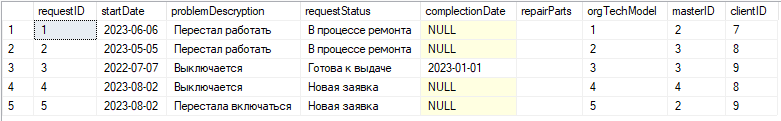 requestID startDate problemDescryption requestStatus complectionDate repairParts orgTechModel masterID clientID
1 1 2023-06-06 Перестал работать В процессе ремонта NULL 1 2 7
2 2 2023-05-05 Перестал работать В процессе ремонта NULL 2 3 8
3 3 2022-07-07 Выключается Готова к выдаче 2023-01-01 3 3 9
4 4 2023-08-02 Выключается Новая заявка NULL 4 4 8
5 5 2023-08-02 Перестала включаться Новая заявка NULL 5 2 9